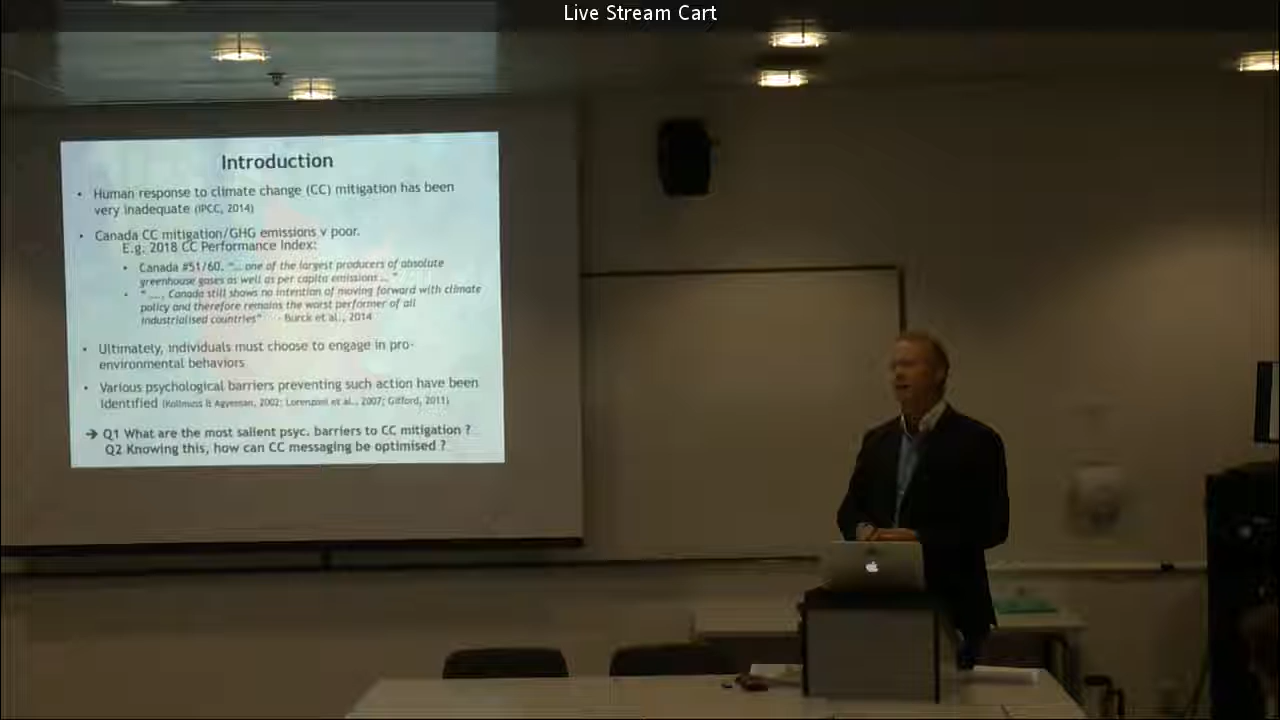 Live Stream Cart
Introduction
• Human response to climate change (CC) mitigation has been
very inadequate (IPCC, 2014)
• Canada CC mitigation/GHG emissions v poor.
E.g. 2018 CC Performance Index:
• Canada #51/60. "... one of the largest producers of absolute
greenhouse gases as well as per capita emissions ... "
• " .... Canada still shows no intention of moving forward with climate
policy and therefore remains the worst performer of all
industrialised countries" - Burck et al., 2014
• Ultimately, individuals must choose to engage in pro-
environmental behaviors
• Various psychological barriers preventing such action have been
identified (Kollmuss & Agyeman, 2002; Lorenzoni et al., 2007; Gifford, 2011)
→ Q1 What are the most salient psyc. barriers to CC mitigation ?
Q2 Knowing this, how can CC messaging be optimised ?